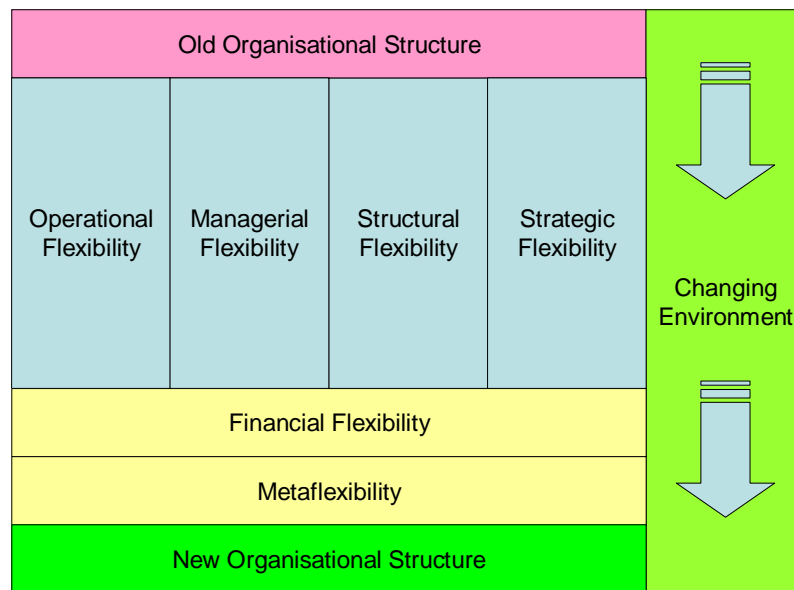 Old Organisational Structure
Operational
Flexibility
Managerial
Flexibility
Structural
Flexibility
Strategic
Flexibility
Changing
Environment
Financial Flexibility
Metaflexibility
New Organisational Structure